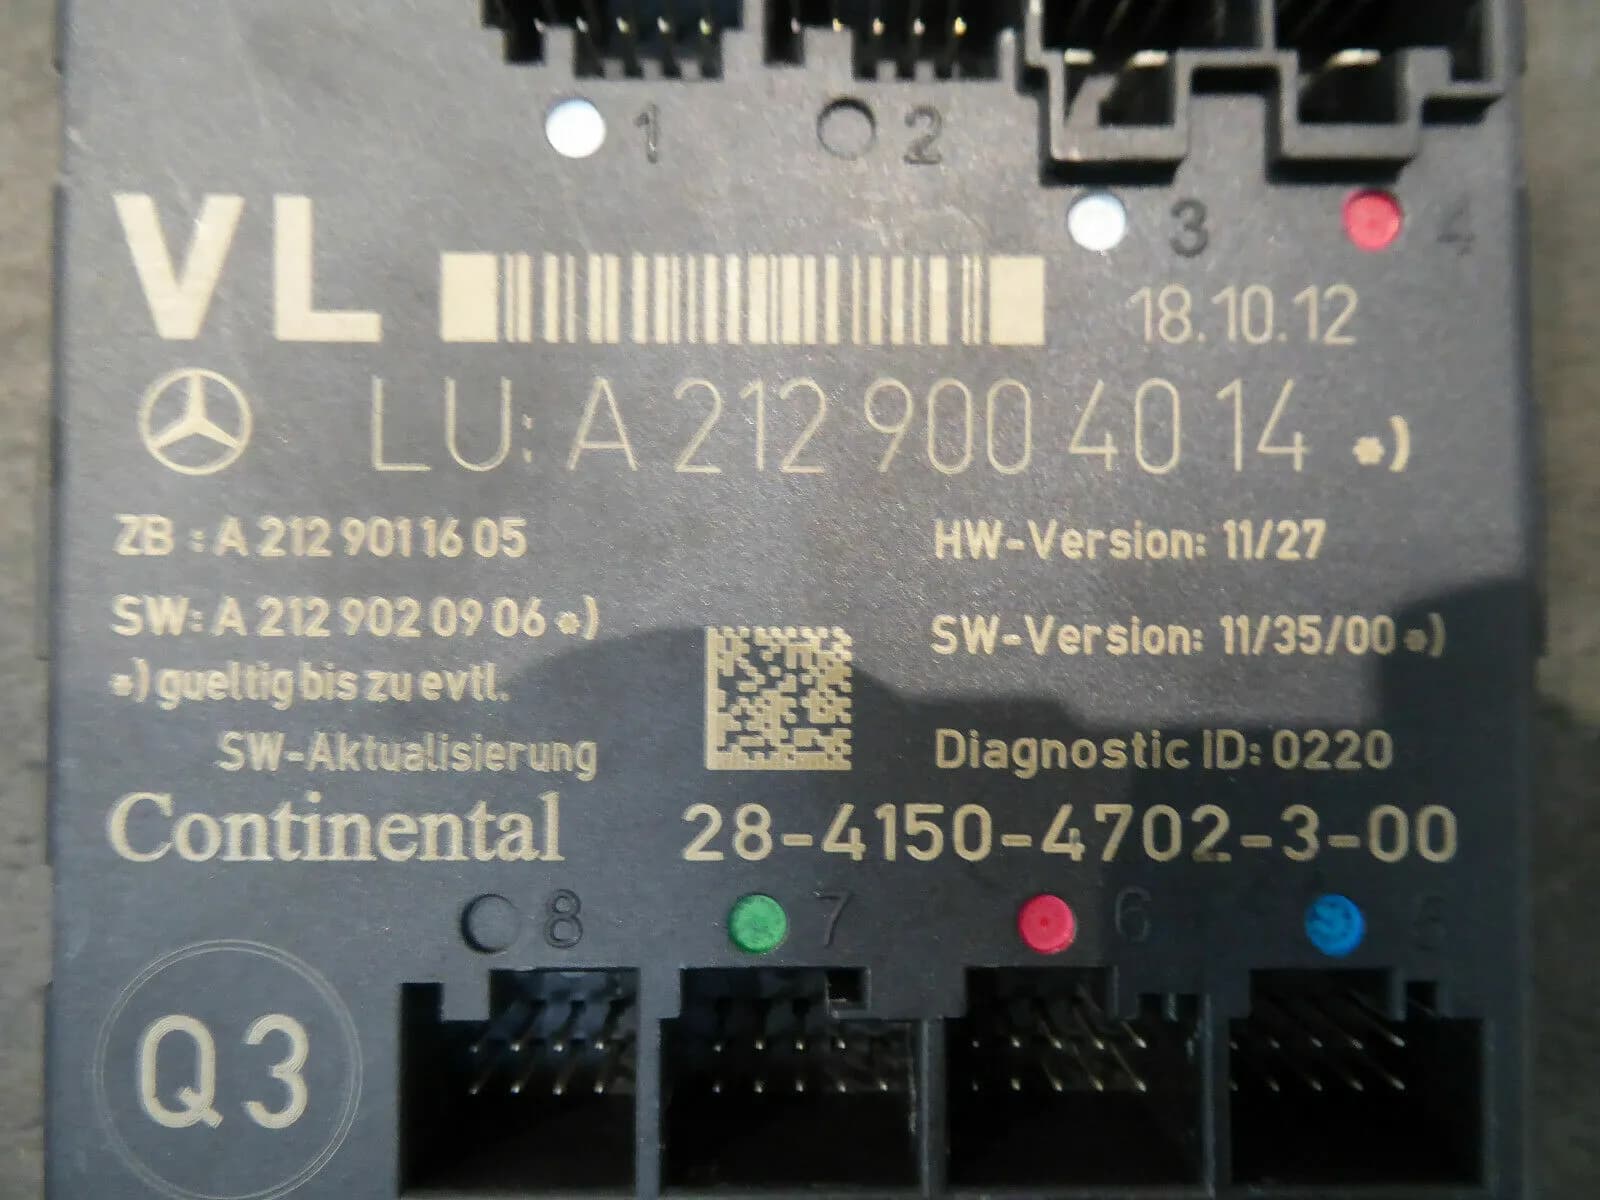 1 2
3 4
VL
18.10.12
LU: A 212 900 40 14 *)
ZB : A 212 901 16 05
HW-Version: 11/27
SW: A 212 902 09 06 *)
SW-Version: 11/35/00 *)
*) gueltig bis zu evtl.
SW-Aktualisierung
Diagnostic ID: 0220
Continental 28-4150-4702-3-00
8 7 6 5
Q3